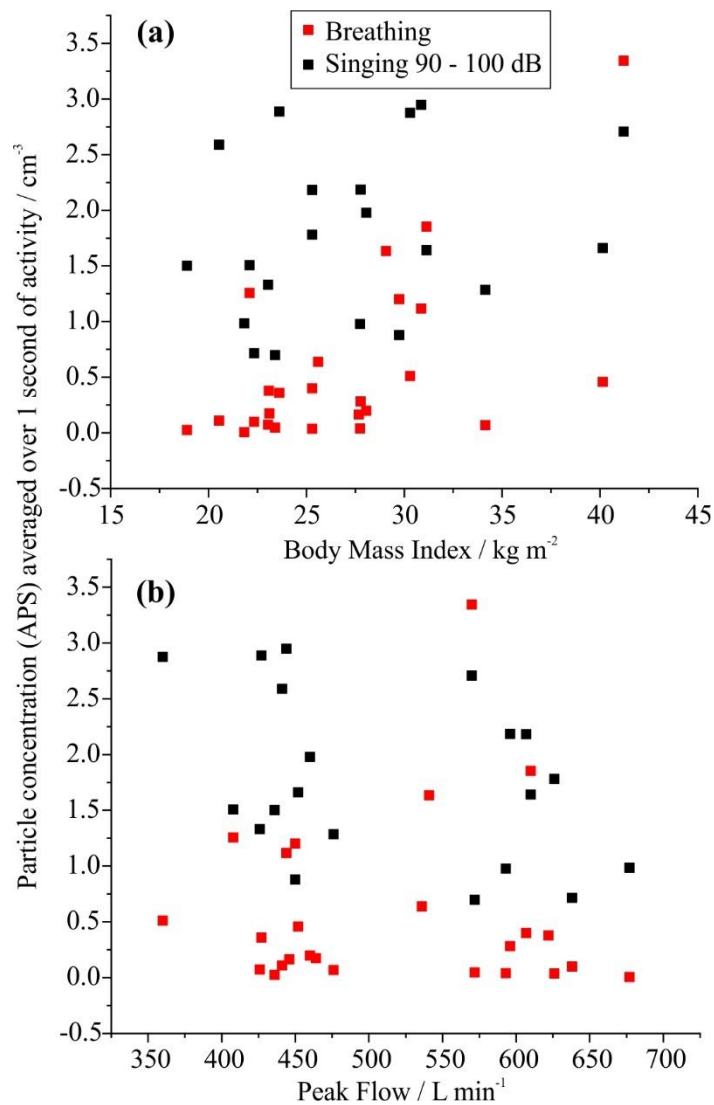 (a)
Breathing
Singing 90 - 100 dB
3.5
3.0
2.5
2.0
1.5
1.0
0.5
0.0
-0.5
15 20 25 30 35 40 45
Body Mass Index / kg m⁻²
Particle concentration (APS) averaged over 1 second of activity / cm⁻³
(b)
3.5
3.0
2.5
2.0
1.5
1.0
0.5
0.0
-0.5
350 400 450 500 550 600 650 700
Peak Flow / L min⁻¹